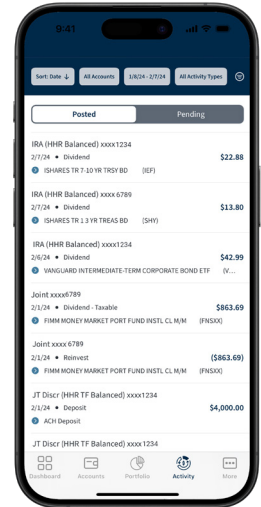 9:41
Sort: Date ↓ All Accounts 1/8/24 - 2/7/24 All Activity Types
Posted Pending
IRA (HHR Balanced) xxxx1234
2/7/24 • Dividend $22.88
ISHARES TR 7-10 YR TRSY BD (IEF)
IRA (HHR Balanced) xxxx 6789
2/7/24 • Dividend $13.80
ISHARES TR 1 3 YR TREAS BD (SHY)
IRA (HHR Balanced) xxxx1234
2/6/24 • Dividend $42.99
VANGUARD INTERMEDIATE-TERM CORPORATE BOND ETF (V...
Joint xxxx6789
2/1/24 • Dividend - Taxable $863.69
FIMM MONEY MARKET PORT FUND INSTL CL M/M (FNSXX)
Joint xxxx 6789
2/1/24 • Reinvest ($863.69)
FIMM MONEY MARKET PORT FUND INSTL CL M/M (FNSXX)
JT Discr (HHR TF Balanced) xxxx1234
2/1/24 • Deposit $4,000.00
ACH Deposit
JT Discr (HHR TF Balanced) xxxx 1234
Dashboard Accounts Portfolio Activity More